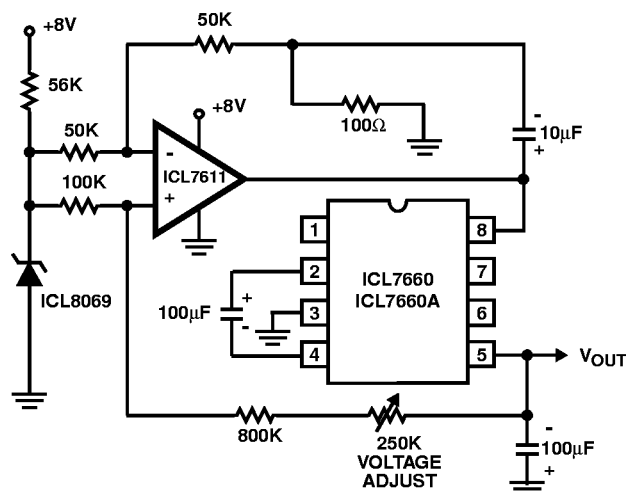 +8V
50K
56K
+8V
100Ω
10µF
-
+
50K
100K
-
+
ICL7611
ICL8069
1
2
3
4
8
7
6
5
ICL7660
ICL7660A
100µF
+
-
VOUT
800K
250K
VOLTAGE
ADJUST
-
100µF
+